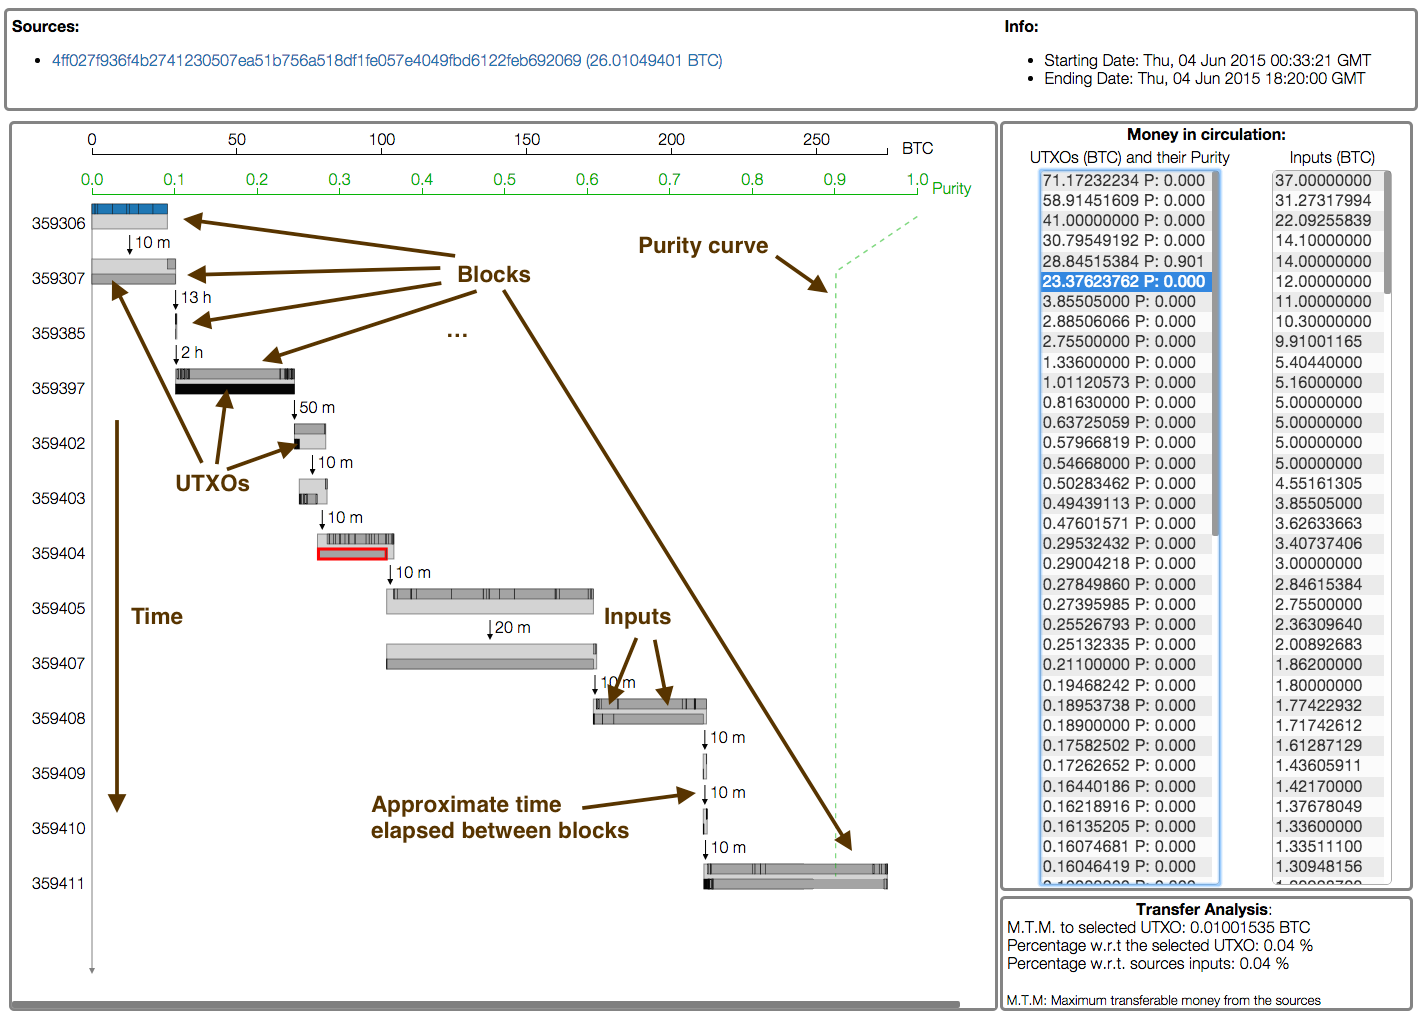 Sources:
4ff027f936f4b2741230507ea51b756a518df1fe057e4049fbd6122feb692069 (26.01049401 BTC)
Info:
Starting Date: Thu, 04 Jun 2015 00:33:21 GMT
Ending Date: Thu, 04 Jun 2015 18:20:00 GMT
0 50 100 150 200 250 BTC
0.0 0.1 0.2 0.3 0.4 0.5 0.6 0.7 0.8 0.9 1.0 Purity
359306
10 m
Purity curve
Blocks
359307
13 h
359385
...
2 h
359397
50 m
359402
10 m
UTXOs
359403
10 m
359404
10 m
359405
Time
Inputs
20 m
359407
10 m
359408
10 m
359409
10 m
Approximate time
elapsed between blocks
359410
10 m
359411
Money in circulation:
UTXOs (BTC) and their Purity
71.17232234 P: 0.000
58.91451609 P: 0.000
41.00000000 P: 0.000
30.79549192 P: 0.000
28.84515384 P: 0.901
23.37623762 P: 0.000
3.85505000 P: 0.000
2.88506066 P: 0.000
2.75500000 P: 0.000
1.33600000 P: 0.000
1.01120573 P: 0.000
0.81630000 P: 0.000
0.63725059 P: 0.000
0.57966819 P: 0.000
0.54668000 P: 0.000
0.50283462 P: 0.000
0.49439113 P: 0.000
0.47601571 P: 0.000
0.29532432 P: 0.000
0.29004218 P: 0.000
0.27849860 P: 0.000
0.27395985 P: 0.000
0.25526793 P: 0.000
0.25132335 P: 0.000
0.21100000 P: 0.000
0.19468242 P: 0.000
0.18953738 P: 0.000
0.18900000 P: 0.000
0.17582502 P: 0.000
0.17262652 P: 0.000
0.16440186 P: 0.000
0.16218916 P: 0.000
0.16135205 P: 0.000
0.16074681 P: 0.000
0.16046419 P: 0.000
Inputs (BTC)
37.00000000
31.27317994
22.09255839
14.10000000
14.00000000
12.00000000
11.00000000
10.30000000
9.91001165
5.40440000
5.16000000
5.00000000
5.00000000
5.00000000
5.00000000
4.55161305
3.85505000
3.62633663
3.40737406
3.00000000
2.84615384
2.75500000
2.36309640
2.00892683
1.86200000
1.80000000
1.77422932
1.71742612
1.61287129
1.43605911
1.42170000
1.37678049
1.33600000
1.33511100
1.30948156
Transfer Analysis:
M.T.M. to selected UTXO: 0.01001535 BTC
Percentage w.r.t the selected UTXO: 0.04 %
Percentage w.r.t. sources inputs: 0.04 %
M.T.M: Maximum transferable money from the sources